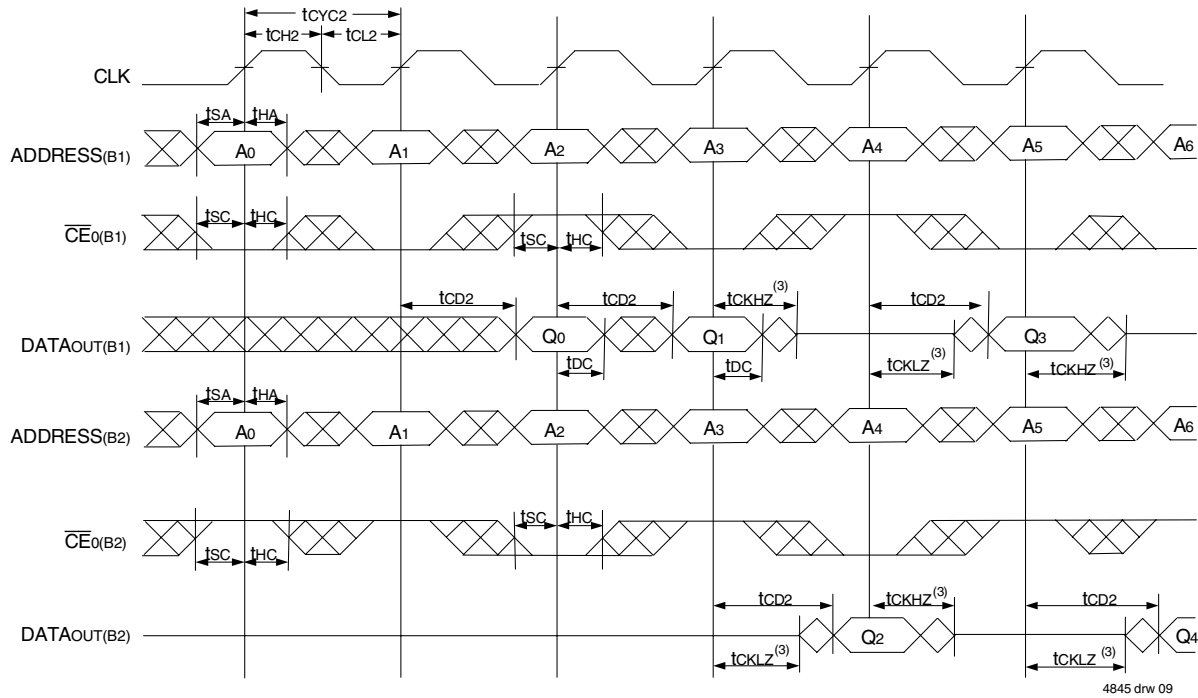 tCYC2
tCH2 tCL2
CLK
tSA tHA
ADDRESS(B1) A0 A1 A2 A3 A4 A5 A6
tSC tHC
CE0(B1)
tSC tHC
tCD2 tCD2 tCKHZ(3) tCD2
DATAOUT(B1) Q0 Q1 Q3
tDC tDC tCKLZ(3) tCKHZ(3)
tSA tHA
ADDRESS(B2) A0 A1 A2 A3 A4 A5 A6
tSC tHC
CE0(B2)
tSC tHC
tCD2 tCKHZ(3) tCD2
DATAOUT(B2) Q2 Q4
tCKLZ(3) tCKLZ(3)
4845 drw 09